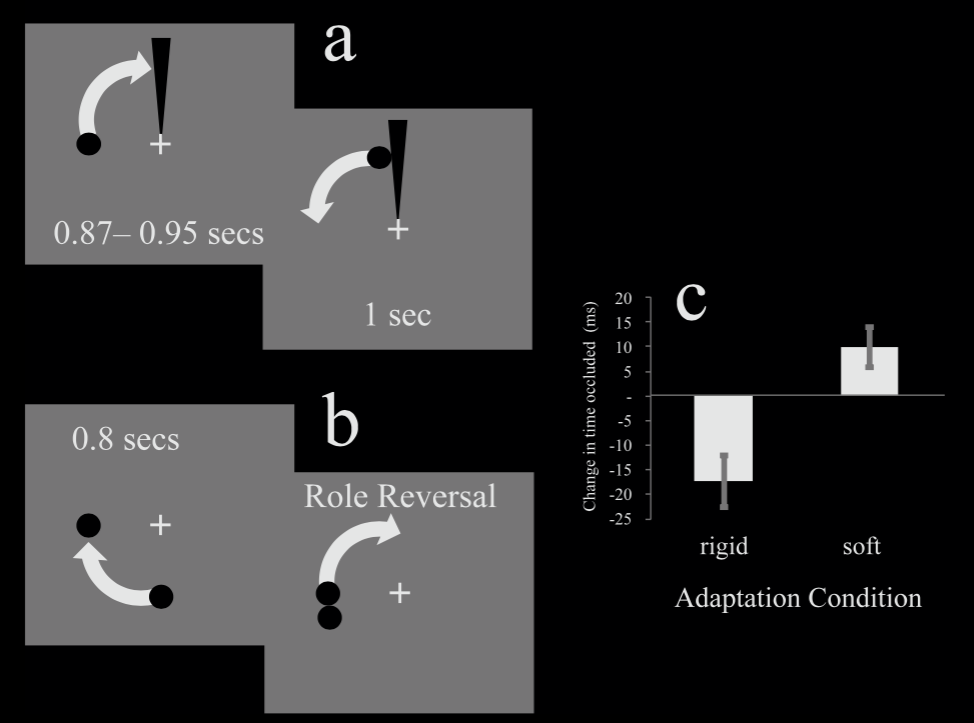 a
0.87– 0.95 secs
1 sec
b
0.8 secs
Role Reversal
c
Change in time occluded (ms)
20
15
10
5
-
-5
-10
-15
-20
-25
rigid soft
Adaptation Condition